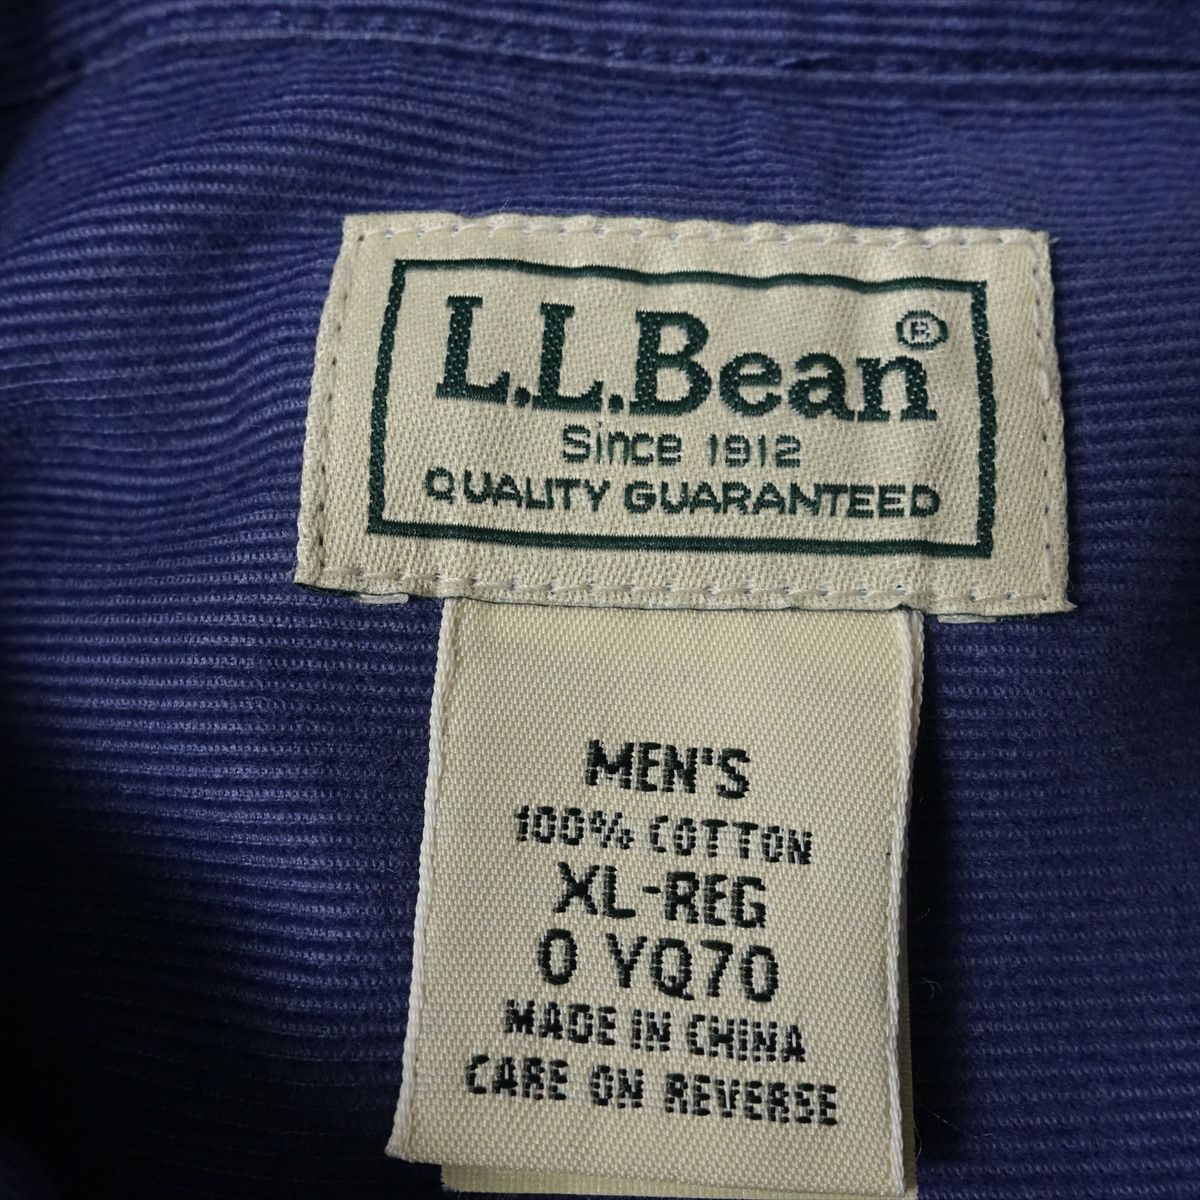 L.L.Bean®
Since 1912
QUALITY GUARANTEED
MEN'S
100% COTTON
XL-REG
0 YQ70
MADE IN CHINA
CARE ON REVERSE